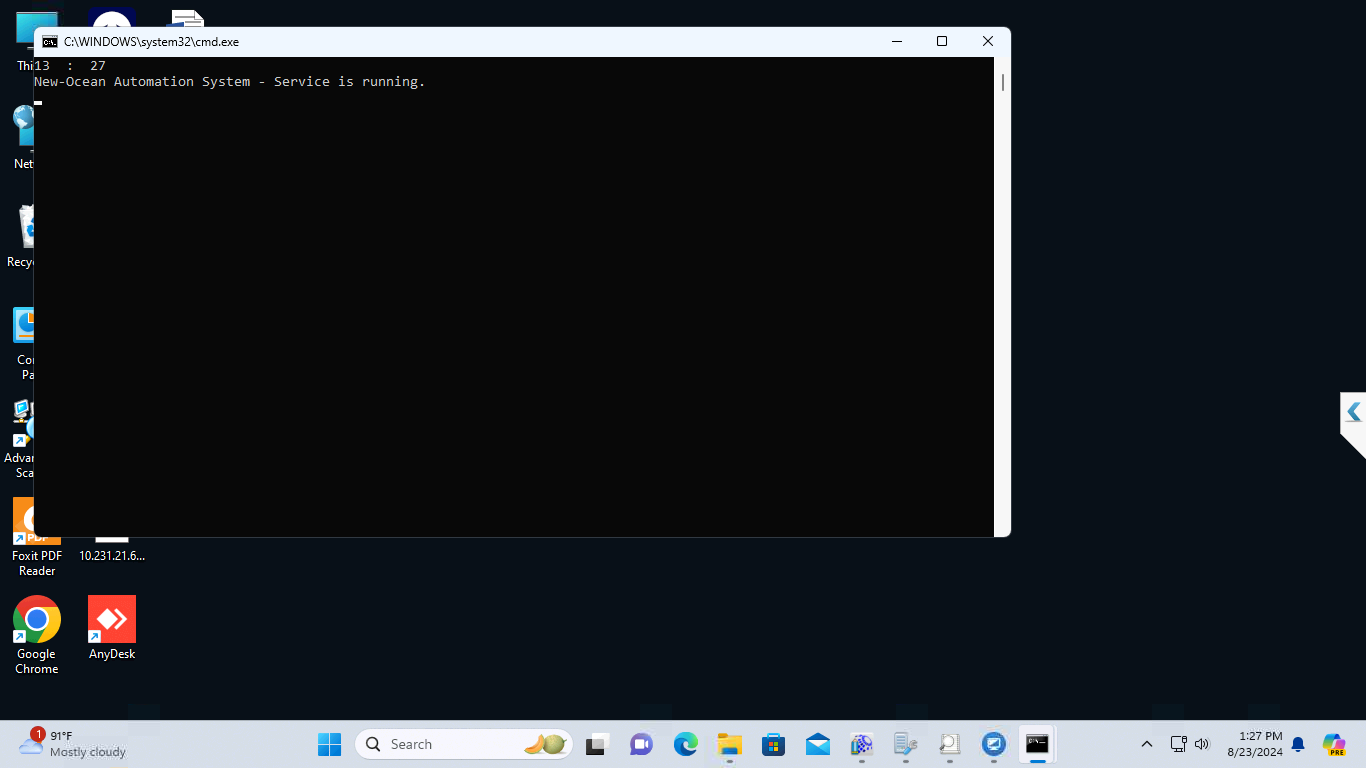 C:\WINDOWS\system32\cmd.exe
13 : 27
New-Ocean Automation System - Service is running.
Thi
Net
Recy
Co
Pa
Advan
Sca
Foxit PDF
Reader
10.231.21.6...
Google
Chrome
AnyDesk
1
91°F
Mostly cloudy
Search
1:27 PM
8/23/2024
PRE